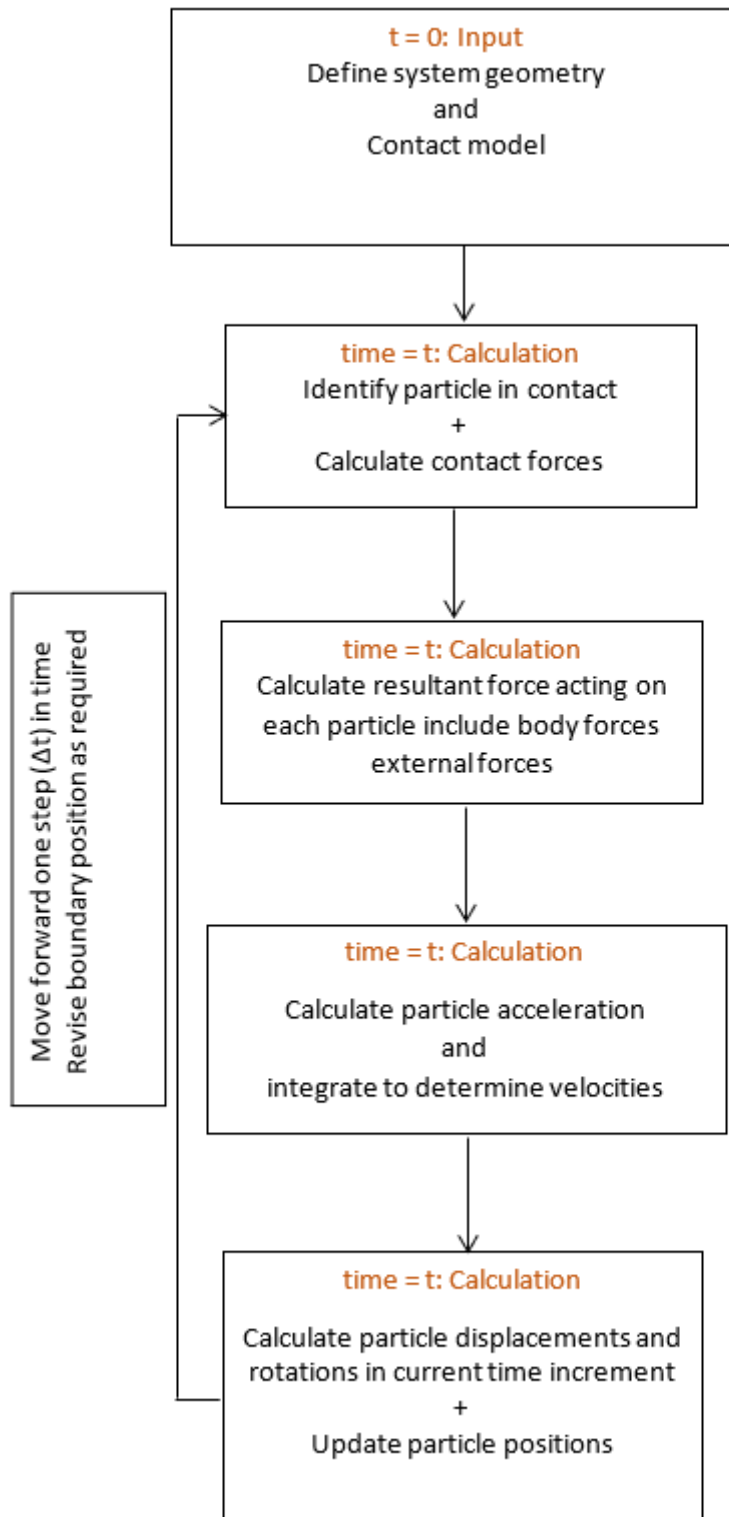 t = 0: Input
Define system geometry
and
Contact model
time = t: Calculation
Identify particle in contact
+
Calculate contact forces
time = t: Calculation
Calculate resultant force acting on
each particle include body forces
external forces
time = t: Calculation
Calculate particle acceleration
and
integrate to determine velocities
time = t: Calculation
Calculate particle displacements and
rotations in current time increment
+
Update particle positions
Move forward one step (Δt) in time
Revise boundary position as required